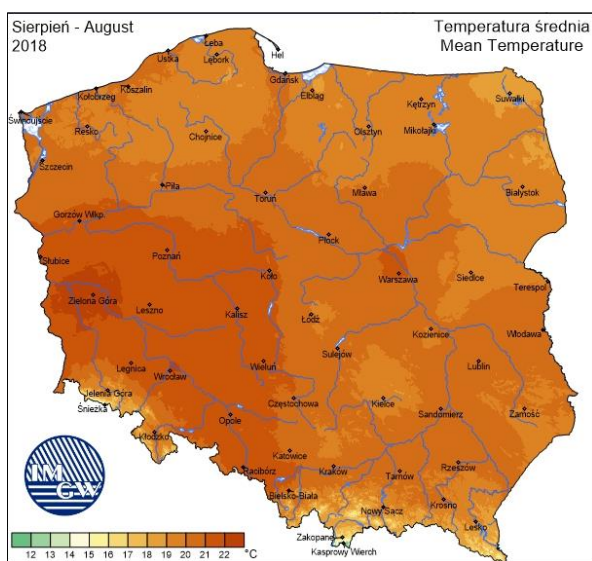 Sierpień - August
2018
Temperatura średnia
Mean Temperature
Łeba
Hel
Ustka
Lębork
Gdańsk
Koszalin
Kołobrzeg
Elbląg
Kętrzyn
Suwałki
Świnoujście
Resko
Chojnice
Olsztyn
Mikołajki
Szczecin
Piła
Toruń
Mława
Białystok
Gorzów Wlkp.
Płock
Słubice
Poznań
Koło
Warszawa
Siedlce
Terespol
Zielona Góra
Leszno
Kalisz
Łódź
Kozienice
Włodawa
Sulejów
Legnica
Wrocław
Wieluń
Lublin
Jelenia Góra
Śnieżka
Częstochowa
Kielce
Sandomierz
Zamość
Opole
Kłodzko
Katowice
Racibórz
Kraków
Tarnów
Rzeszów
Bielsko-Biała
Nowy Sącz
Krosno
Lesko
Zakopane
Kasprowy Wierch
IM
GW
12 13 14 15 16 17 18 19 20 21 22 °C